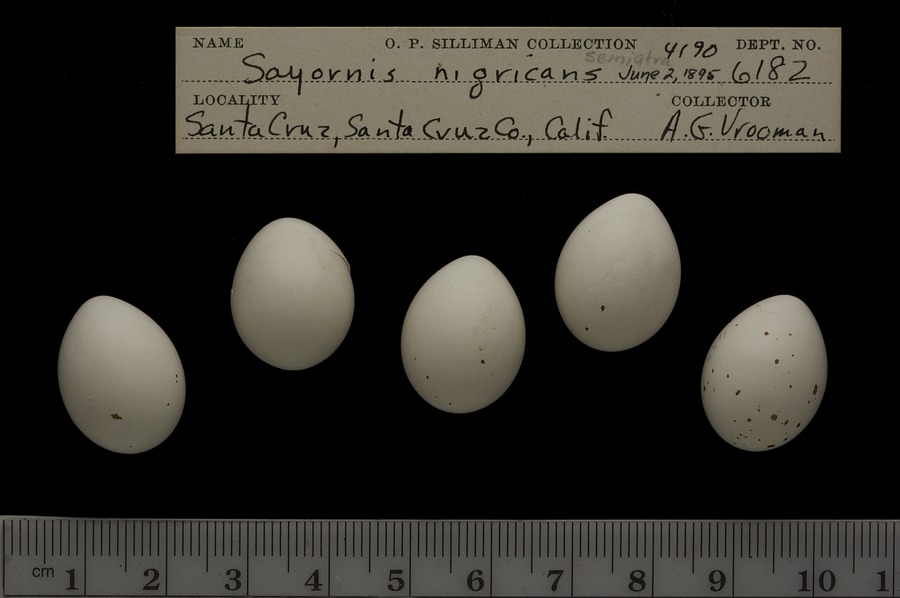 NAME O. P. SILLIMAN COLLECTION 4190 DEPT. NO.
semiatra
Sayornis nigricans June 2, 1895 6182
LOCALITY COLLECTOR
Santa Cruz, Santa Cruz Co., Calif. A. G. Vrooman
cm 1 2 3 4 5 6 7 8 9 10 1